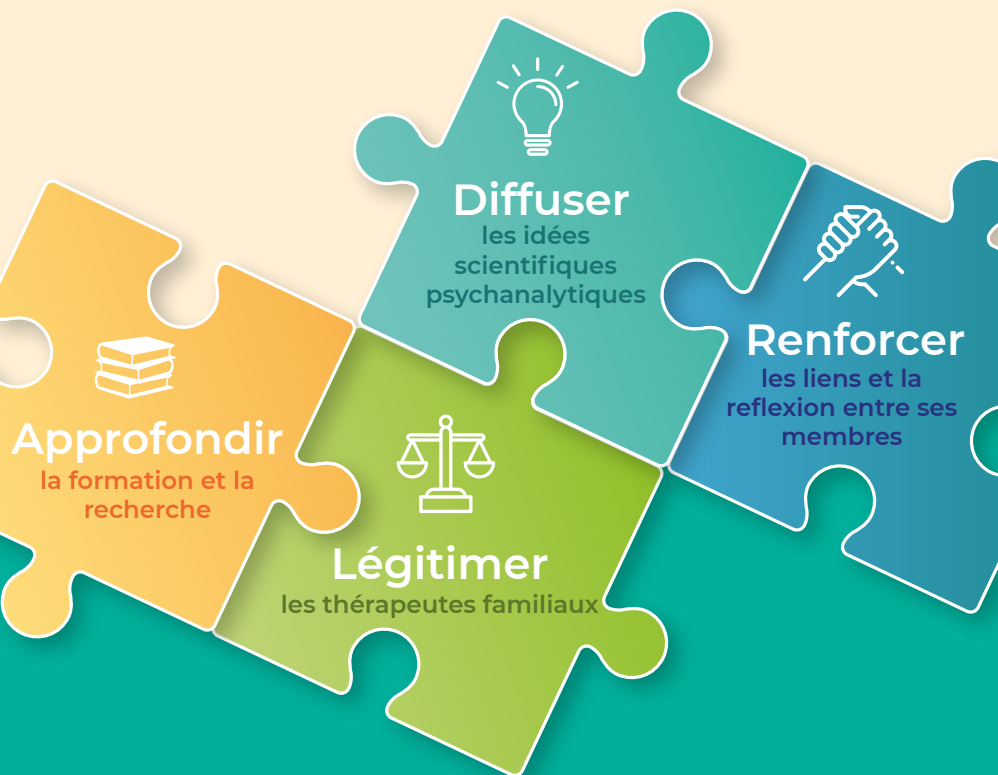 Diffuser
les idées
scientifiques
psychanalytiques
Renforcer
les liens et la
reflexion entre ses
membres
Approfondir
la formation et la
recherche
Légitimer
les thérapeutes familiaux